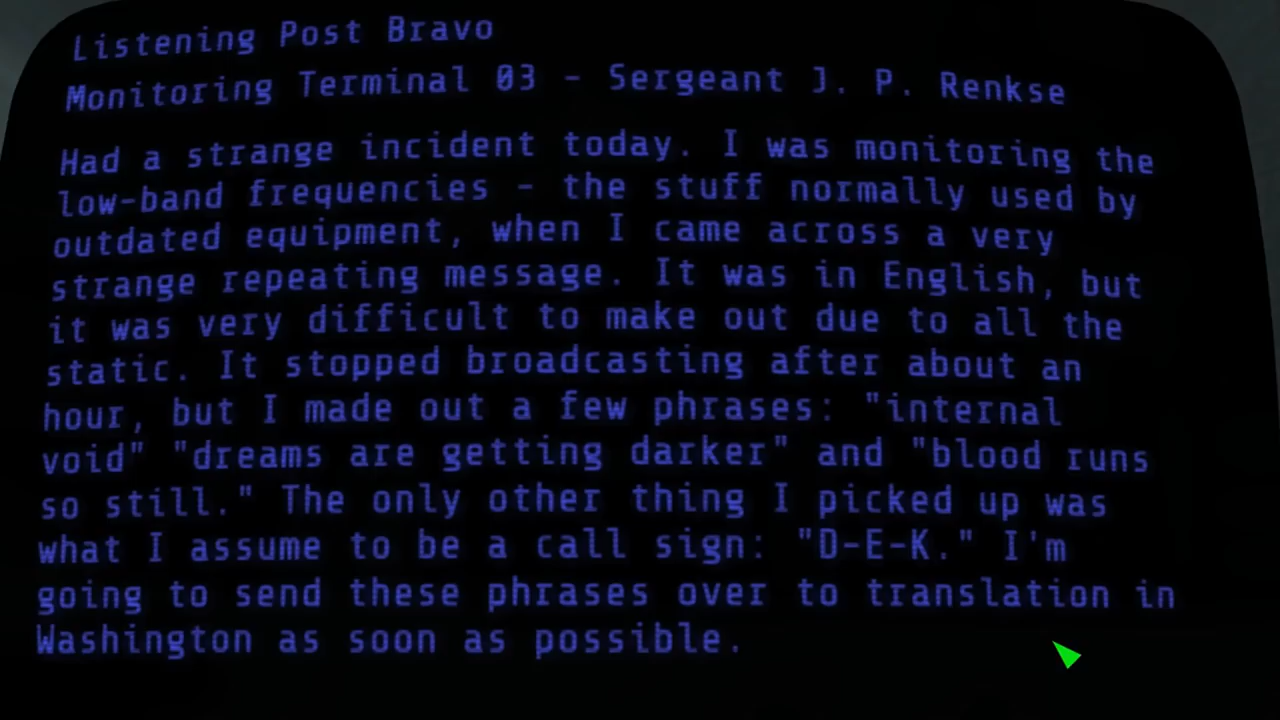 Listening Post Bravo
Monitoring Terminal 03 - Sergeant J. P. Renkse
Had a strange incident today. I was monitoring the
low-band frequencies - the stuff normally used by
outdated equipment, when I came across a very
strange repeating message. It was in English, but
it was very difficult to make out due to all the
static. It stopped broadcasting after about an
hour, but I made out a few phrases: "internal
void" "dreams are getting darker" and "blood runs
so still." The only other thing I picked up was
what I assume to be a call sign: "D-E-K." I'm
going to send these phrases over to translation in
Washington as soon as possible.